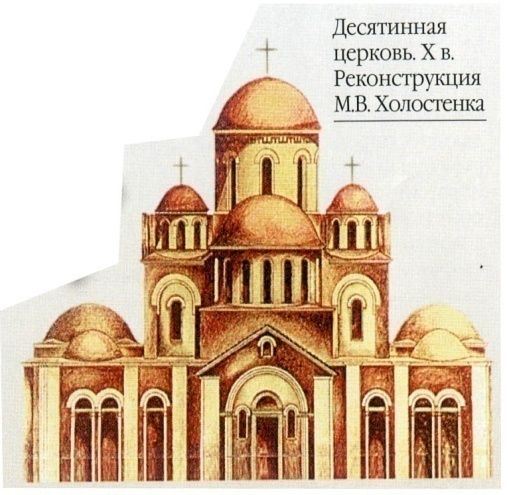 Десятинная
церковь. X в.
Реконструкция
М.В. Холостенка